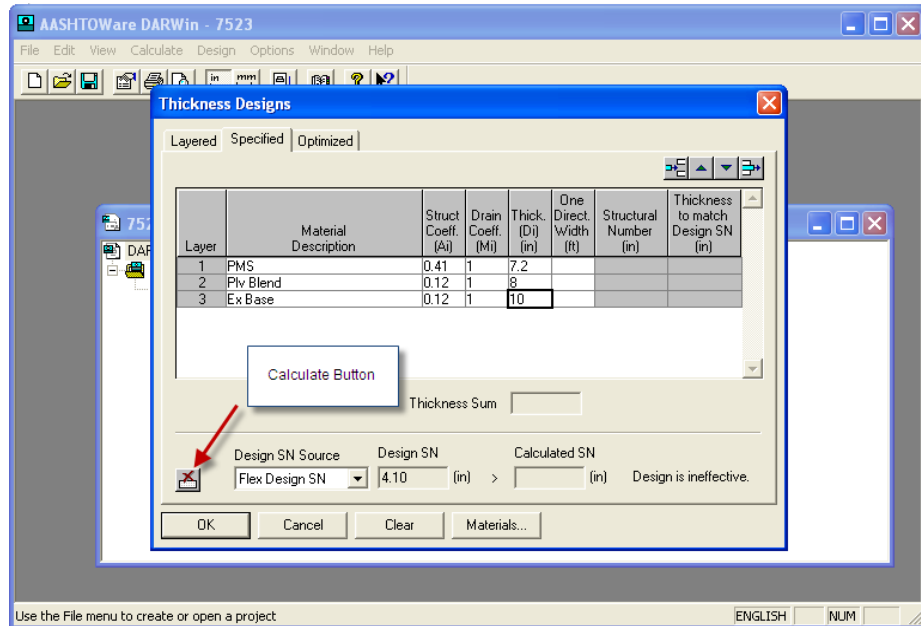 AASHTOWare DARWin - 7523
File Edit View Calculate Design Options Window Help
in mm
Thickness Designs
Layered Specified Optimized
Layer
Material Description
Struct Coeff. (Ai)
Drain Coeff. (Mi)
Thick. (Di) (in)
One Direct. Width (ft)
Structural Number (in)
Thickness to match Design SN (in)
1 PMS 0.41 1 7.2
2 Plv Blend 0.12 1 8
3 Ex Base 0.12 1 10
Calculate Button
Thickness Sum
Design SN Source Design SN Calculated SN
Flex Design SN 4.10 (in) > (in) Design is ineffective.
OK Cancel Clear Materials...
752
DAF
Use the File menu to create or open a project ENGLISH NUM